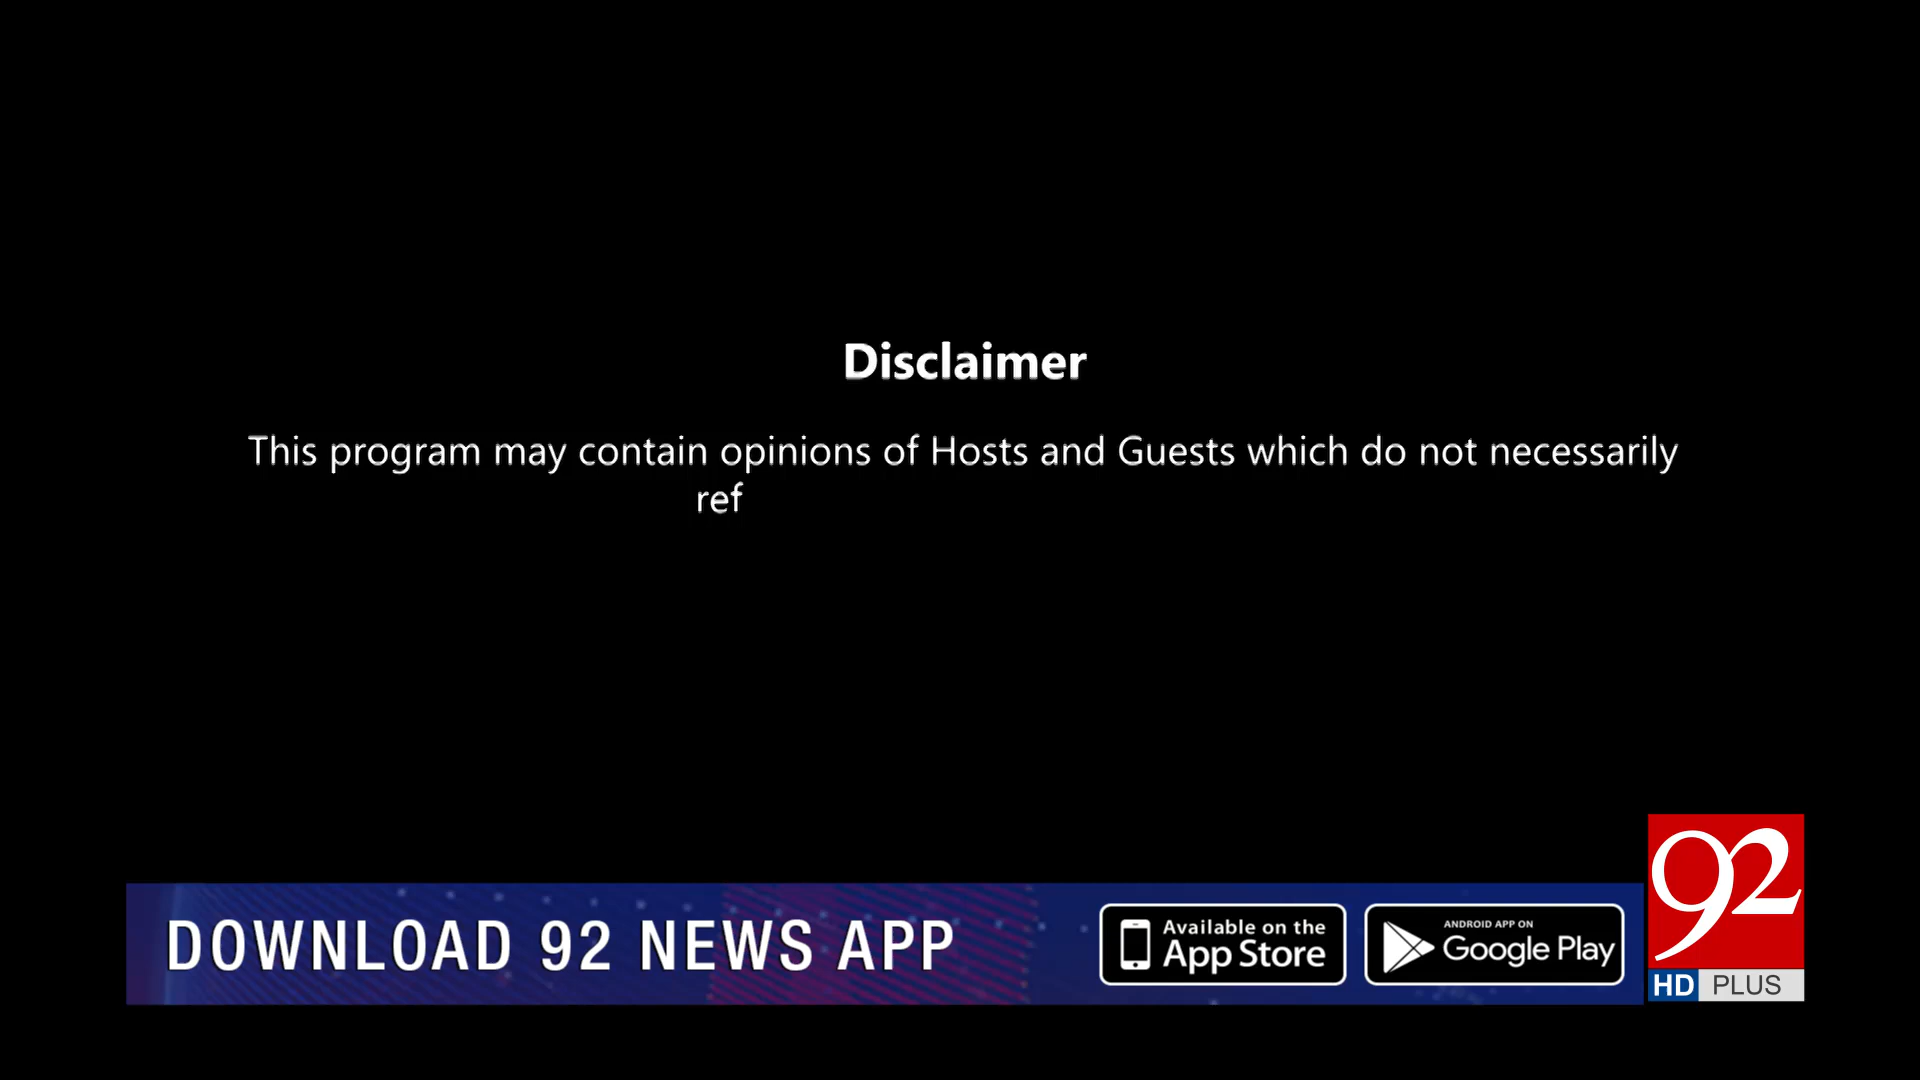 Disclaimer
This program may contain opinions of Hosts and Guests which do not necessarily
ref
DOWNLOAD 92 NEWS APP
Available on the
App Store
ANDROID APP ON
Google Play
92
HD PLUS